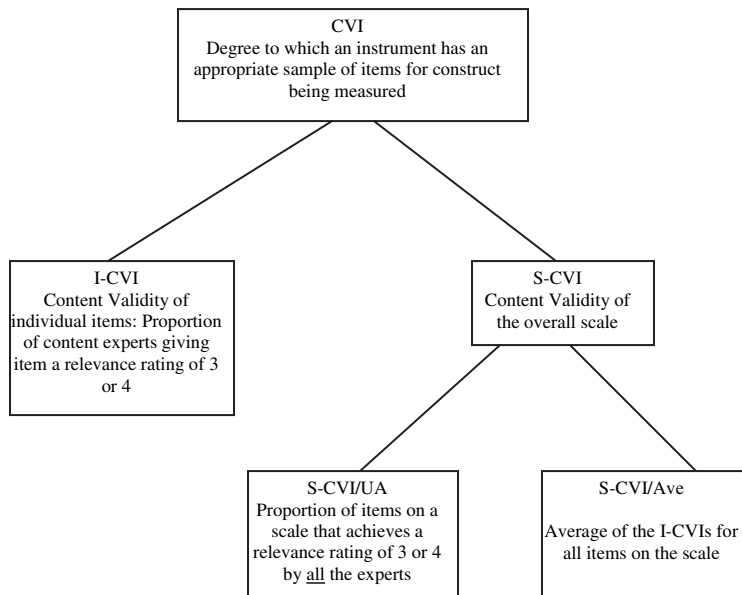 CVI
Degree to which an instrument has an
appropriate sample of items for construct
being measured
I-CVI
Content Validity of
individual items: Proportion
of content experts giving
item a relevance rating of 3
or 4
S-CVI
Content Validity of
the overall scale
S-CVI/UA
Proportion of items on a
scale that achieves a
relevance rating of 3 or 4
by all the experts
S-CVI/Ave
Average of the I-CVIs for
all items on the scale